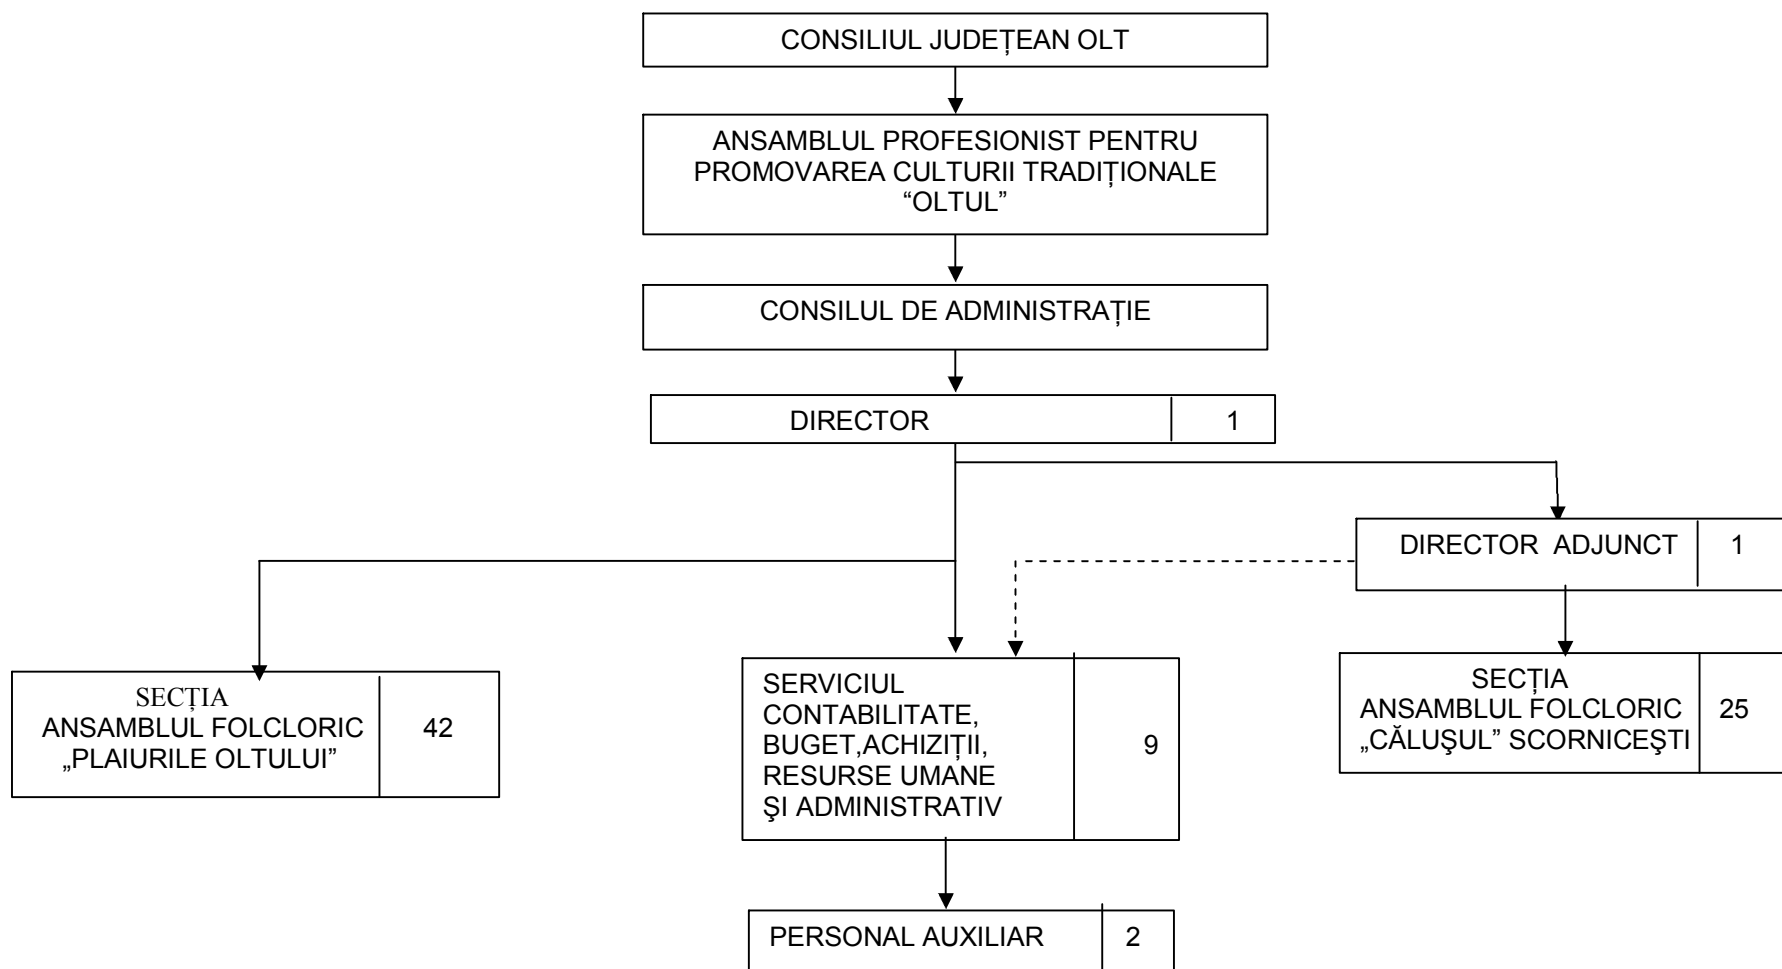 CONSILIUL JUDEȚEAN OLT
ANSAMBLUL PROFESIONIST PENTRU
PROMOVAREA CULTURII TRADIȚIONALE
“OLTUL”
CONSILUL DE ADMINISTRAȚIE
DIRECTOR 1
DIRECTOR ADJUNCT 1
SECȚIA
ANSAMBLUL FOLCLORIC
„PLAIURILE OLTULUI”
42
SERVICIUL
CONTABILITATE,
BUGET,ACHIZIȚII,
RESURSE UMANE
ŞI ADMINISTRATIV
9
SECȚIA
ANSAMBLUL FOLCLORIC
„CĂLUŞUL” SCORNICEŞTI
25
PERSONAL AUXILIAR 2